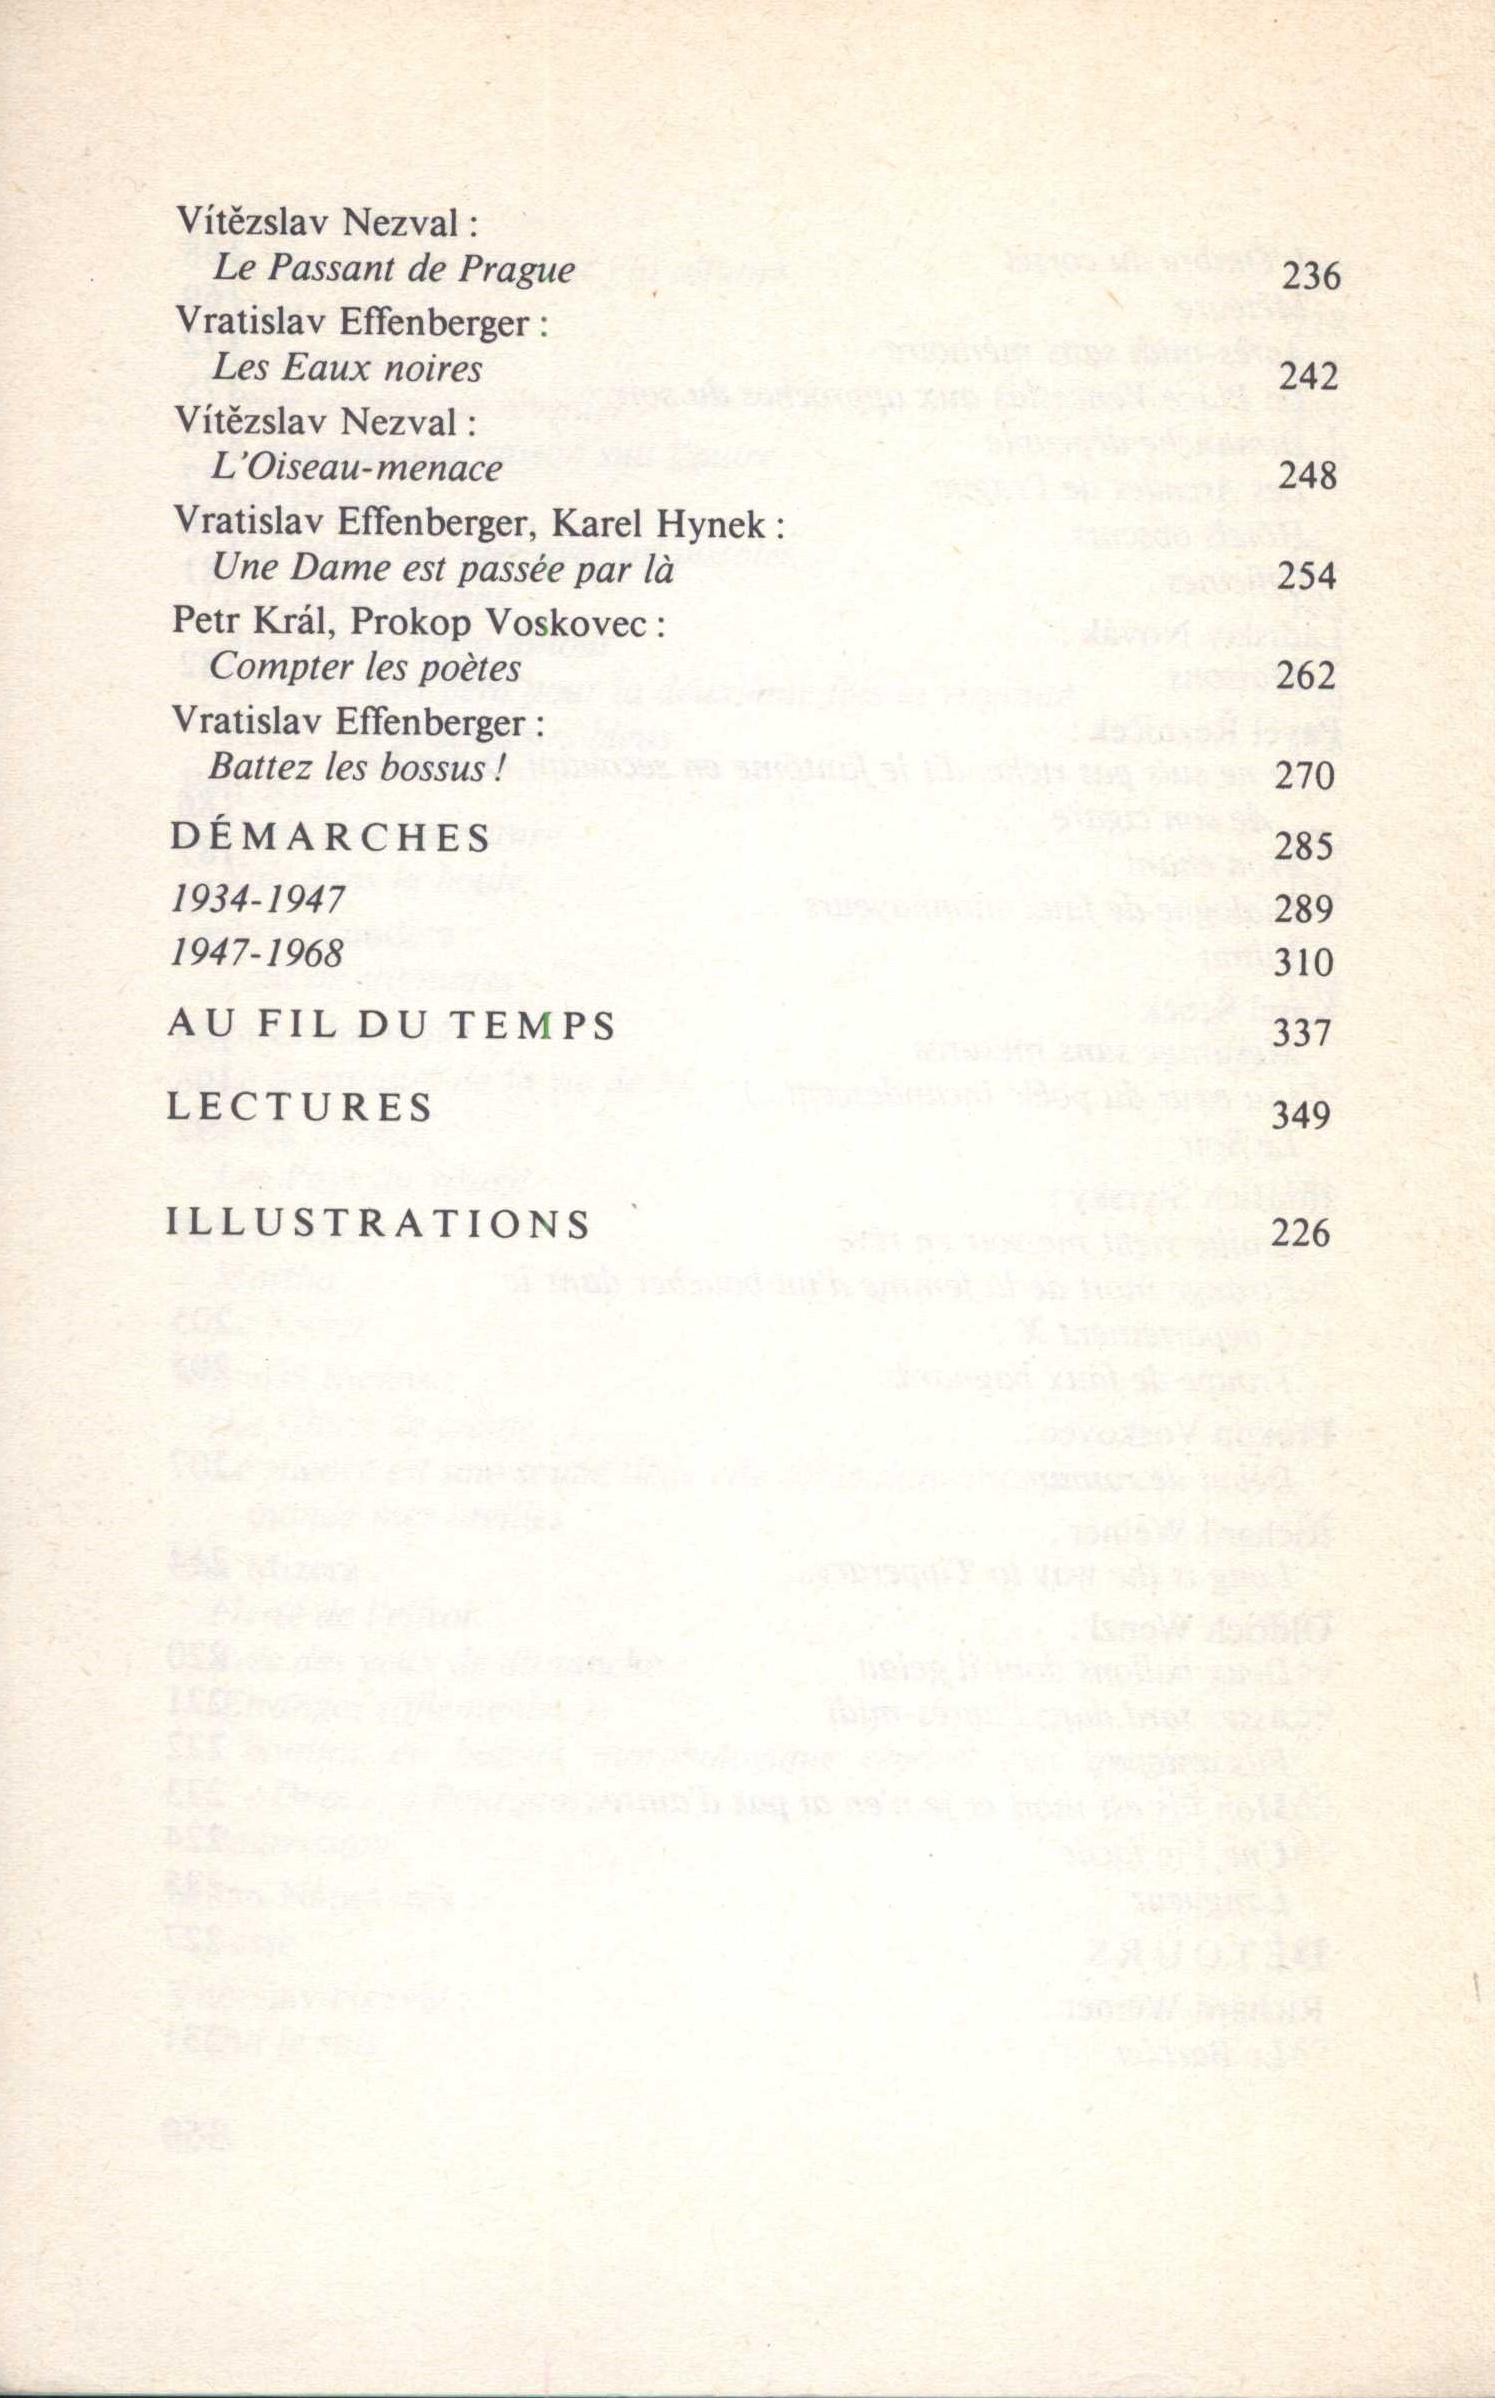 Vítězslav Nezval :
Le Passant de Prague 236
Vratislav Effenberger :
Les Eaux noires 242
Vítězslav Nezval :
L'Oiseau-menace 248
Vratislav Effenberger, Karel Hynek :
Une Dame est passée par là 254
Petr Král, Prokop Voskovec :
Compter les poètes 262
Vratislav Effenberger :
Battez les bossus ! 270
DÉMARCHES 285
1934-1947 289
1947-1968 310
AU FIL DU TEMPS 337
LECTURES 349
ILLUSTRATIONS 226